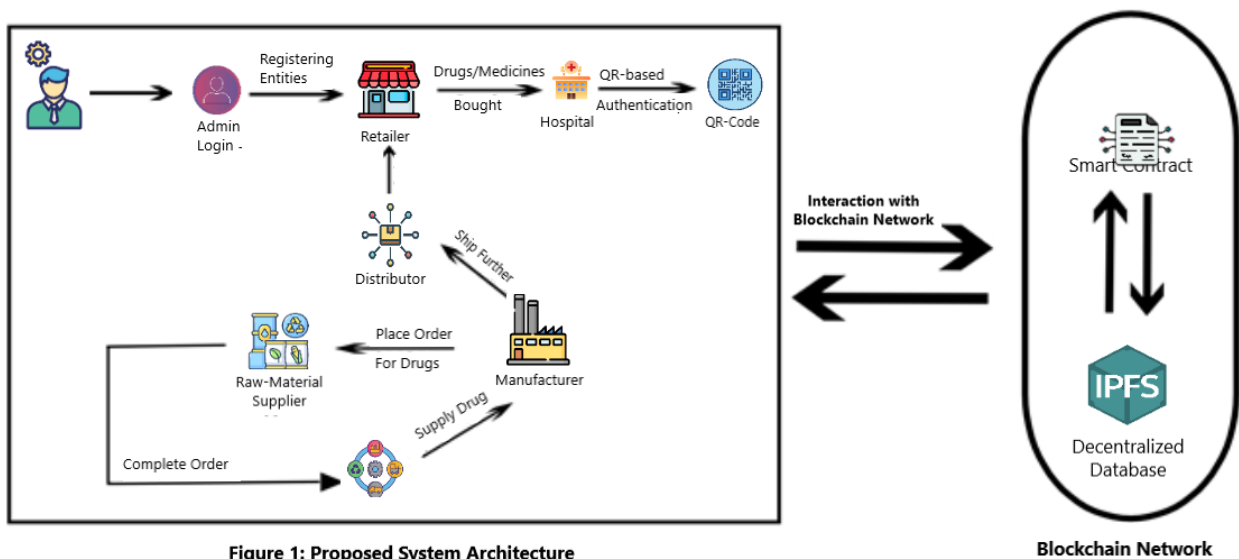 Registering
Entities
Drugs/Medicines
Bought
QR-based
Authentication
Admin
Login -
Retailer
Hospital
QR-Code
Smart Contract
Interaction with
Blockchain Network
Ship Further
Distributor
Place Order
For Drugs
Manufacturer
Raw-Material
Supplier
Supply Drug
IPFS
Complete Order
Decentralized
Database
Figure 1: Proposed System Architecture
Blockchain Network